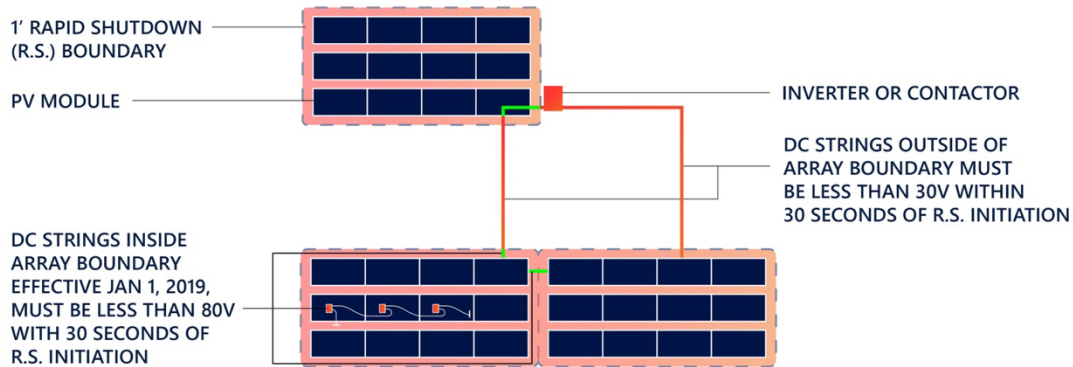 1' RAPID SHUTDOWN
(R.S.) BOUNDARY
PV MODULE
INVERTER OR CONTACTOR
DC STRINGS OUTSIDE OF
ARRAY BOUNDARY MUST
BE LESS THAN 30V WITHIN
30 SECONDS OF R.S. INITIATION
DC STRINGS INSIDE
ARRAY BOUNDARY
EFFECTIVE JAN 1, 2019,
MUST BE LESS THAN 80V
WITH 30 SECONDS OF
R.S. INITIATION